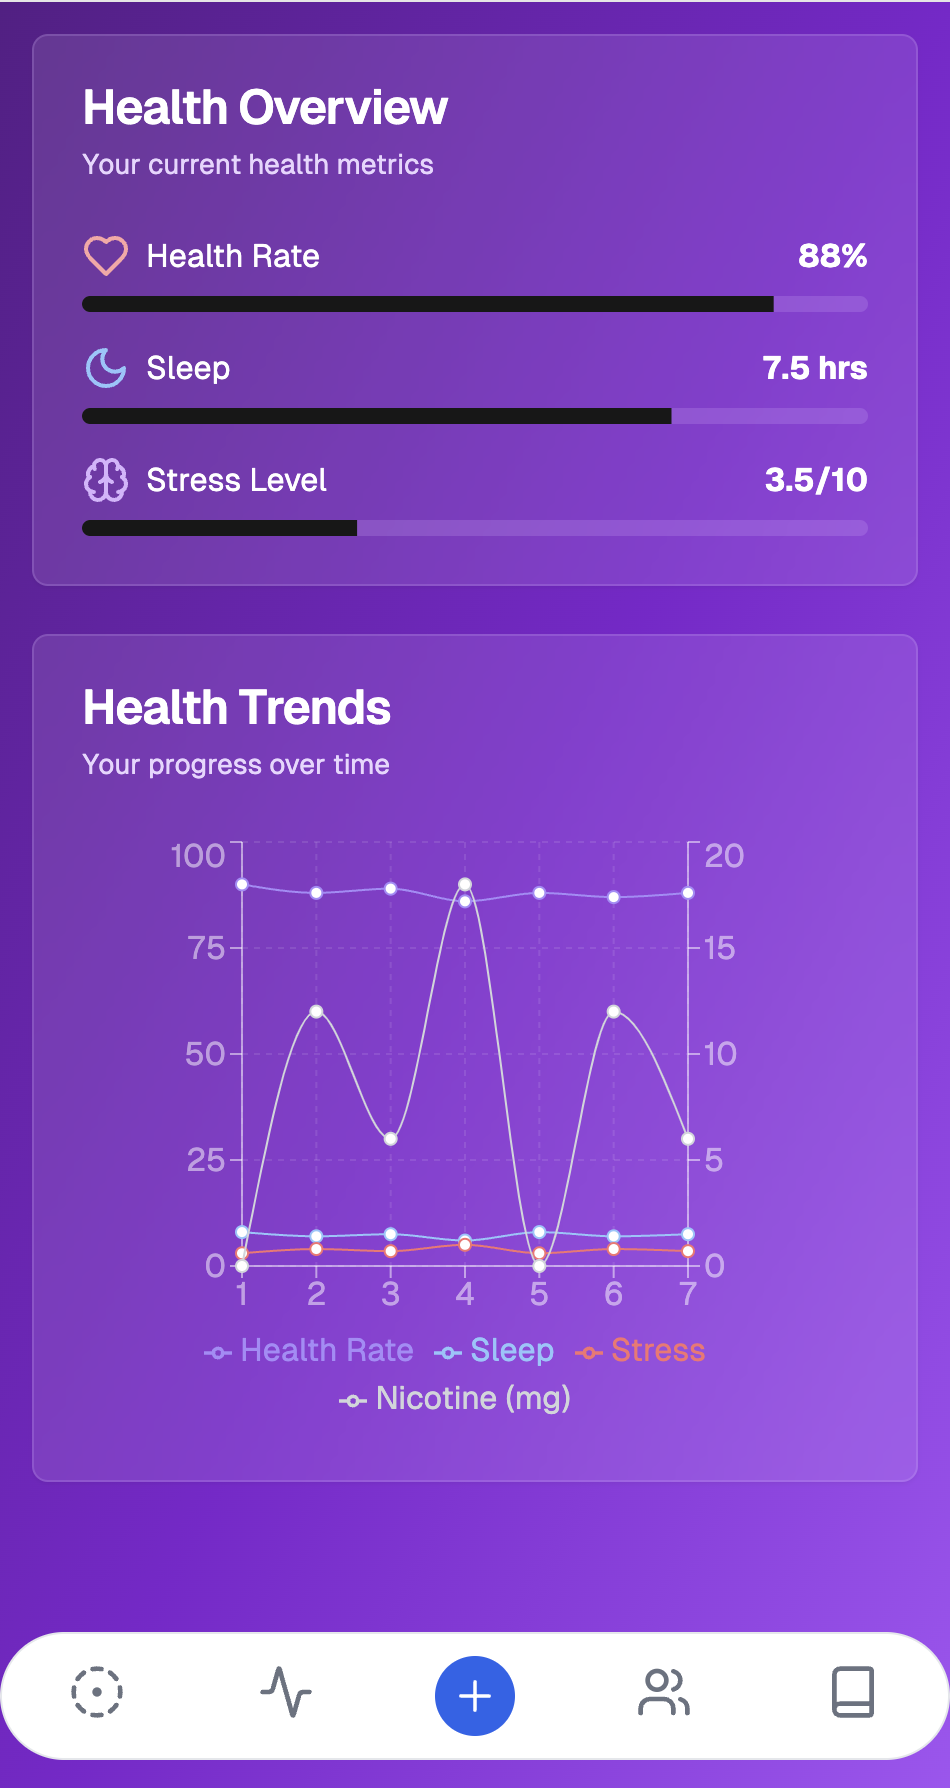 Health Overview
Your current health metrics
Health Rate 88%
Sleep 7.5 hrs
Stress Level 3.5/10
Health Trends
Your progress over time
100 20
75 15
50 10
25 5
0 0
1 2 3 4 5 6 7
Health Rate Sleep Stress
Nicotine (mg)